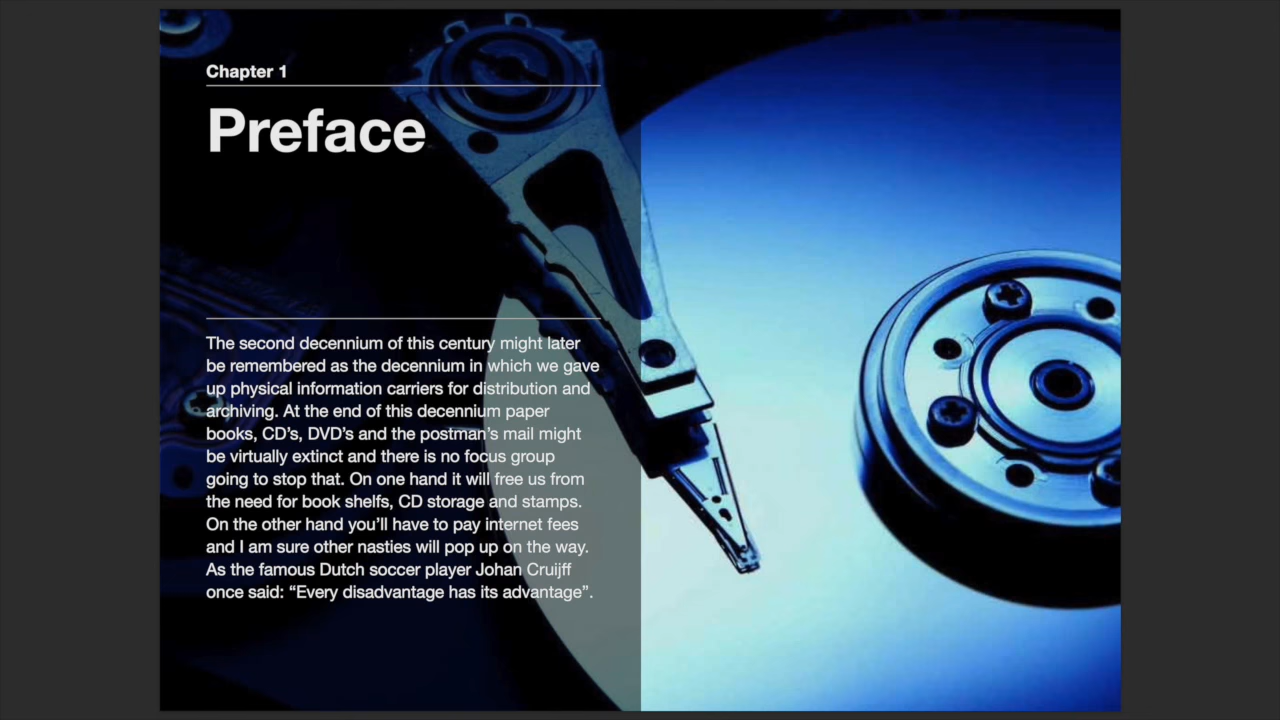 Chapter 1
Preface
The second decennium of this century might later
be remembered as the decennium in which we gave
up physical information carriers for distribution and
archiving. At the end of this decennium paper
books, CD’s, DVD’s and the postman’s mail might
be virtually extinct and there is no focus group
going to stop that. On one hand it will free us from
the need for book shelfs, CD storage and stamps.
On the other hand you’ll have to pay internet fees
and I am sure other nasties will pop up on the way.
As the famous Dutch soccer player Johan Cruijff
once said: “Every disadvantage has its advantage”.